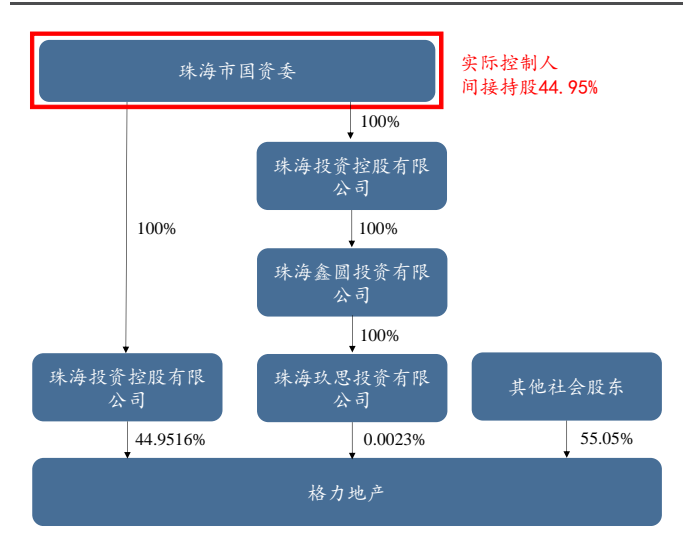 珠海市国资委
实际控制人
间接持股44.95%
100%
珠海投资控股有限
公司
100%
100%
珠海鑫圆投资有限
公司
100%
珠海投资控股有限
公司
珠海玖思投资有限
公司
其他社会股东
44.9516%
0.0023%
55.05%
格力地产